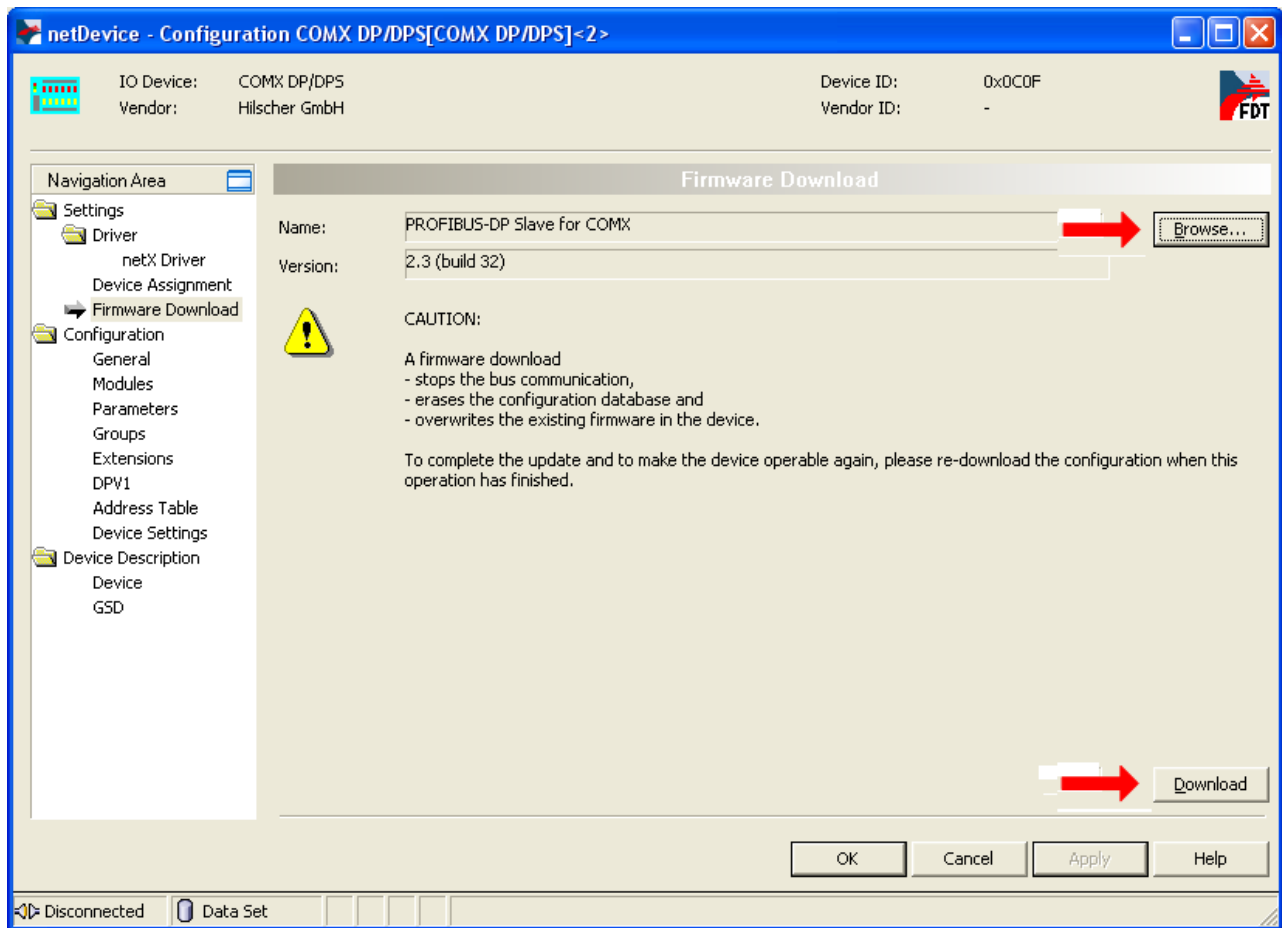 netDevice - Configuration COMX DP/DPS[COMX DP/DPS]<2>
IO Device: COMX DP/DPS Device ID: 0x0C0F
Vendor: Hilscher GmbH Vendor ID: -
FDT
Navigation Area
Settings
Driver
netX Driver
Device Assignment
Firmware Download
Configuration
General
Modules
Parameters
Groups
Extensions
DPV1
Address Table
Device Settings
Device Description
Device
GSD
Firmware Download
Name: PROFIBUS-DP Slave for COMX Browse...
Version: 2.3 (build 32)
CAUTION:
A firmware download
- stops the bus communication,
- erases the configuration database and
- overwrites the existing firmware in the device.
To complete the update and to make the device operable again, please re-download the configuration when this
operation has finished.
Download
OK Cancel Apply Help
Disconnected Data Set